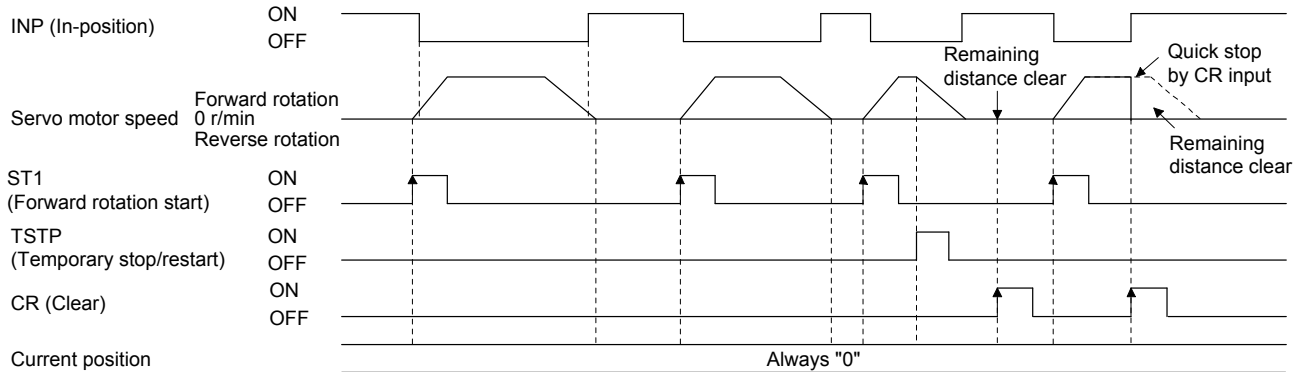 INP (In-position)
ON
OFF
Remaining
distance clear
Quick stop
by CR input
Servo motor speed
Forward rotation
0 r/min
Reverse rotation
Remaining
distance clear
ST1
(Forward rotation start)
ON
OFF
TSTP
(Temporary stop/restart)
ON
OFF
CR (Clear)
ON
OFF
Current position
Always "0"